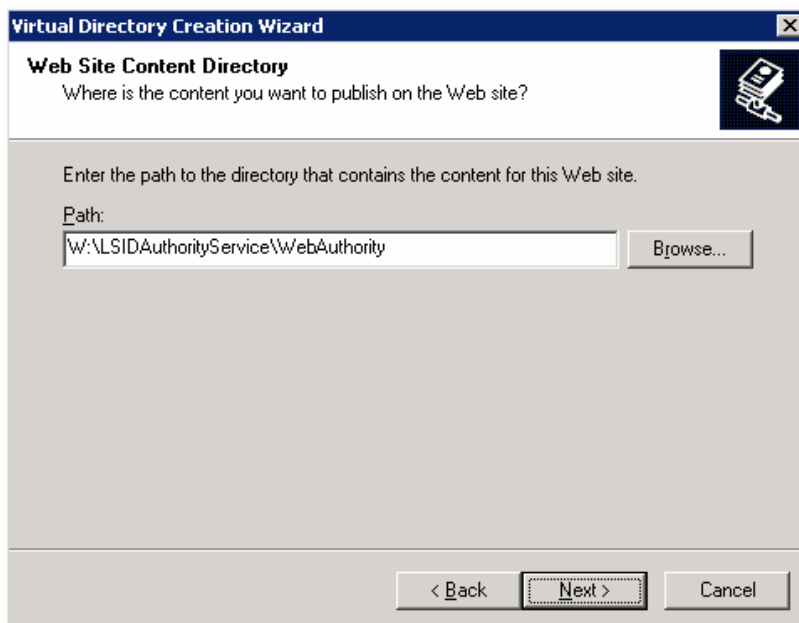 Virtual Directory Creation Wizard
Web Site Content Directory
Where is the content you want to publish on the Web site?
Enter the path to the directory that contains the content for this Web site.
Path:
W:\LSIDAuthorityService\WebAuthority
Browse...
< Back
Next >
Cancel